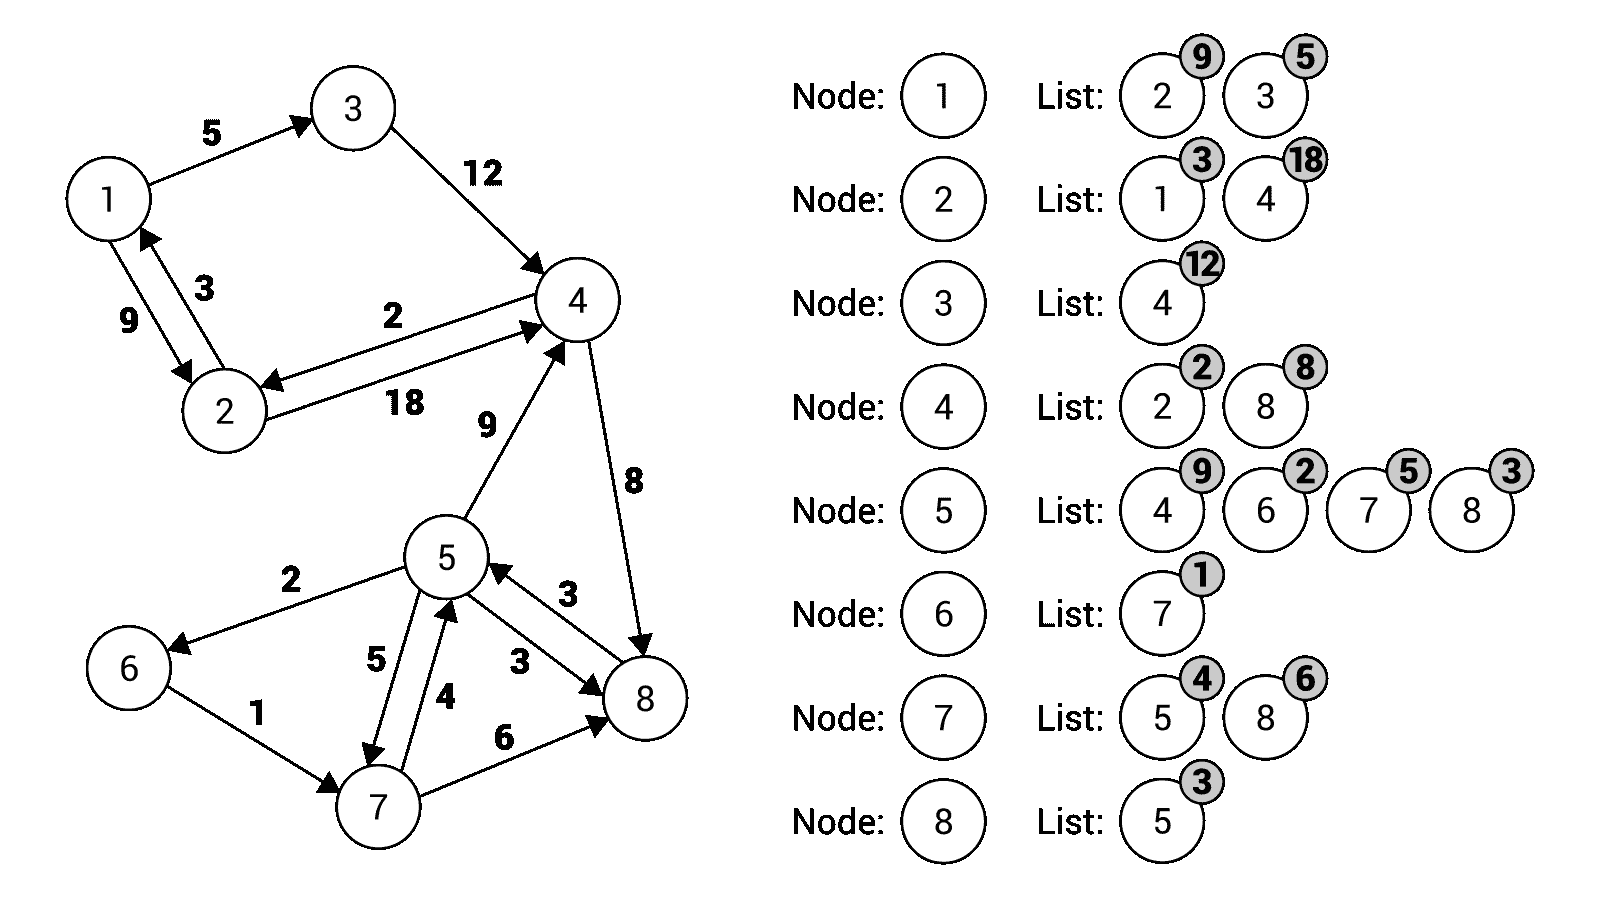 3
5
12
1
4
3
2
9
18
2
9
8
5
2
3
6
5
3
8
4
1
6
7
Node: 1 List: 2 9 3 5
Node: 2 List: 1 3 4 18
Node: 3 List: 4 12
Node: 4 List: 2 2 8 8
Node: 5 List: 4 9 6 2 7 5 8 3
Node: 6 List: 7 1
Node: 7 List: 5 4 8 6
Node: 8 List: 5 3